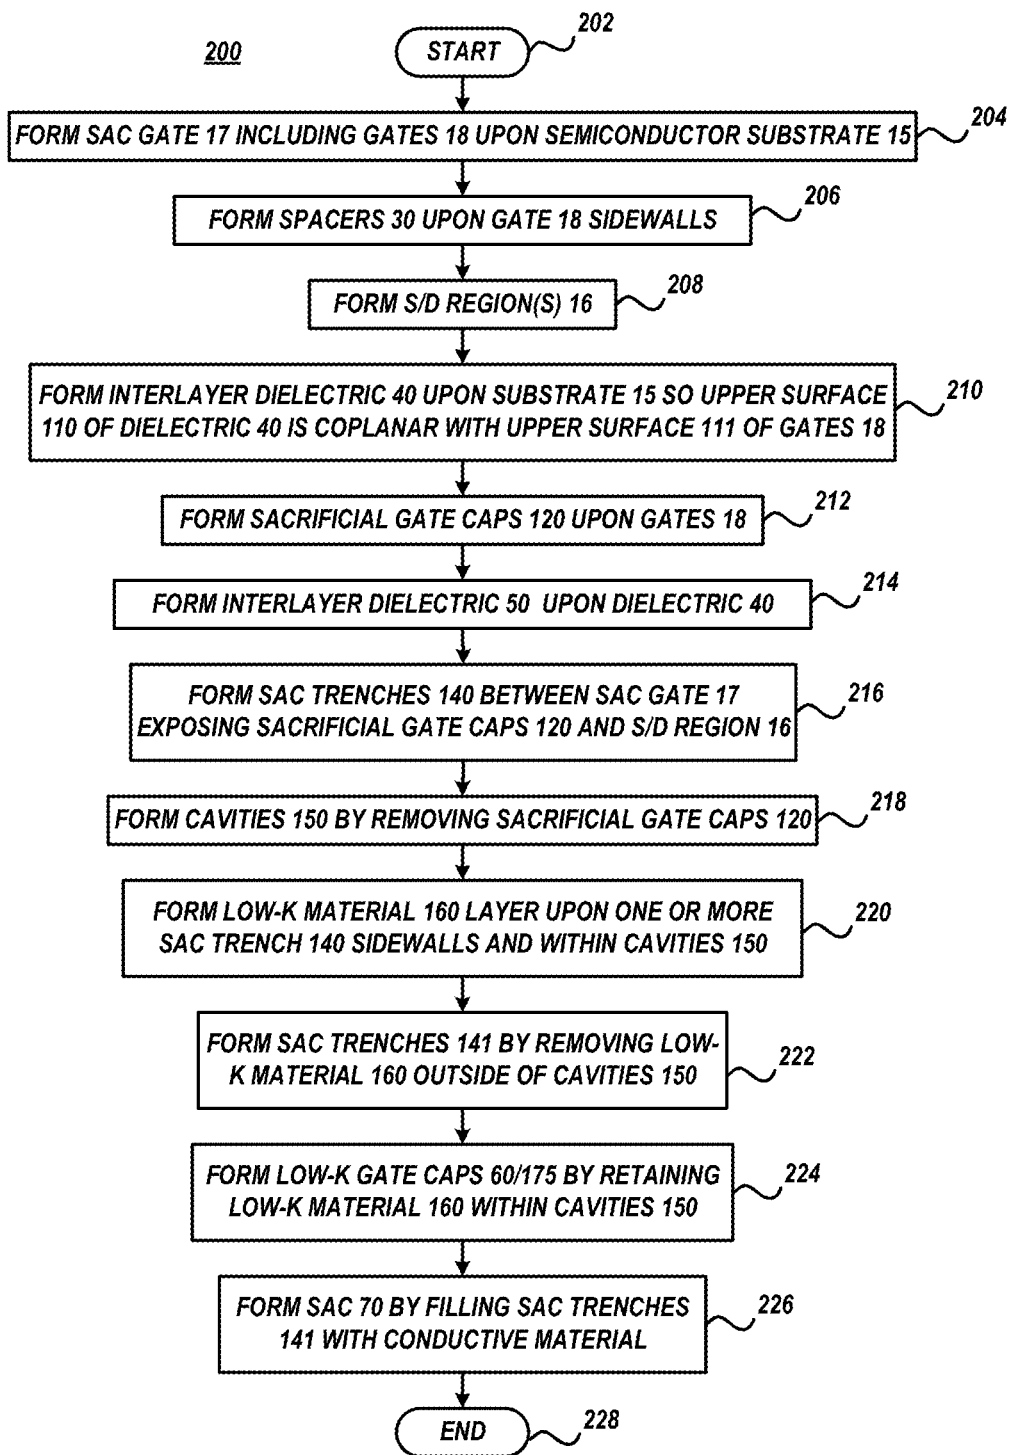 200
START
202
FORM SAC GATE 17 INCLUDING GATES 18 UPON SEMICONDUCTOR SUBSTRATE 15
204
FORM SPACERS 30 UPON GATE 18 SIDEWALLS
206
FORM S/D REGION(S) 16
208
FORM INTERLAYER DIELECTRIC 40 UPON SUBSTRATE 15 SO UPPER SURFACE
110 OF DIELECTRIC 40 IS COPLANAR WITH UPPER SURFACE 111 OF GATES 18
210
FORM SACRIFICIAL GATE CAPS 120 UPON GATES 18
212
FORM INTERLAYER DIELECTRIC 50 UPON DIELECTRIC 40
214
FORM SAC TRENCHES 140 BETWEEN SAC GATE 17
EXPOSING SACRIFICIAL GATE CAPS 120 AND S/D REGION 16
216
FORM CAVITIES 150 BY REMOVING SACRIFICIAL GATE CAPS 120
218
FORM LOW-K MATERIAL 160 LAYER UPON ONE OR MORE
SAC TRENCH 140 SIDEWALLS AND WITHIN CAVITIES 150
220
FORM SAC TRENCHES 141 BY REMOVING LOW-
K MATERIAL 160 OUTSIDE OF CAVITIES 150
222
FORM LOW-K GATE CAPS 60/175 BY RETAINING
LOW-K MATERIAL 160 WITHIN CAVITIES 150
224
FORM SAC 70 BY FILLING SAC TRENCHES
141 WITH CONDUCTIVE MATERIAL
226
END
228